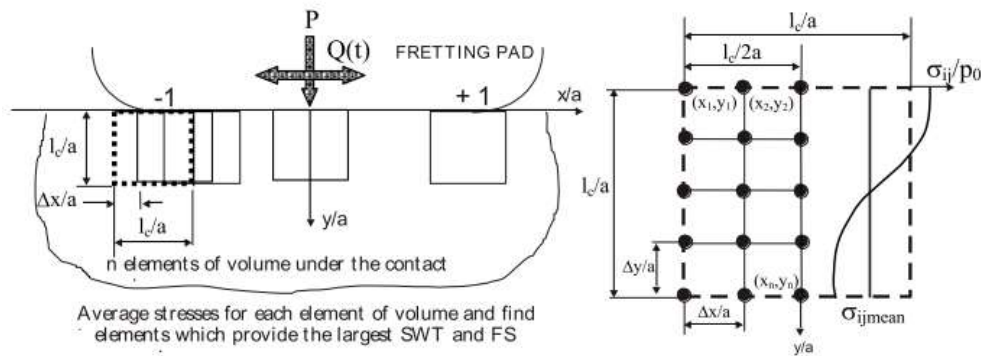 P
Q(t)
FRETTING PAD
-1
+ 1
x/a
l_c/a
Δx/a
l_c/a
y/a
n elements of volume under the contact
Average stresses for each element of volume and find
elements which provide the largest SWT and FS
l_c/a
l_c/2a
σ_ij/p_0
(x_1,y_1)
(x_2,y_2)
l_c/a
Δy/a
(x_n,y_n)
Δx/a
σ_ijmean
y/a